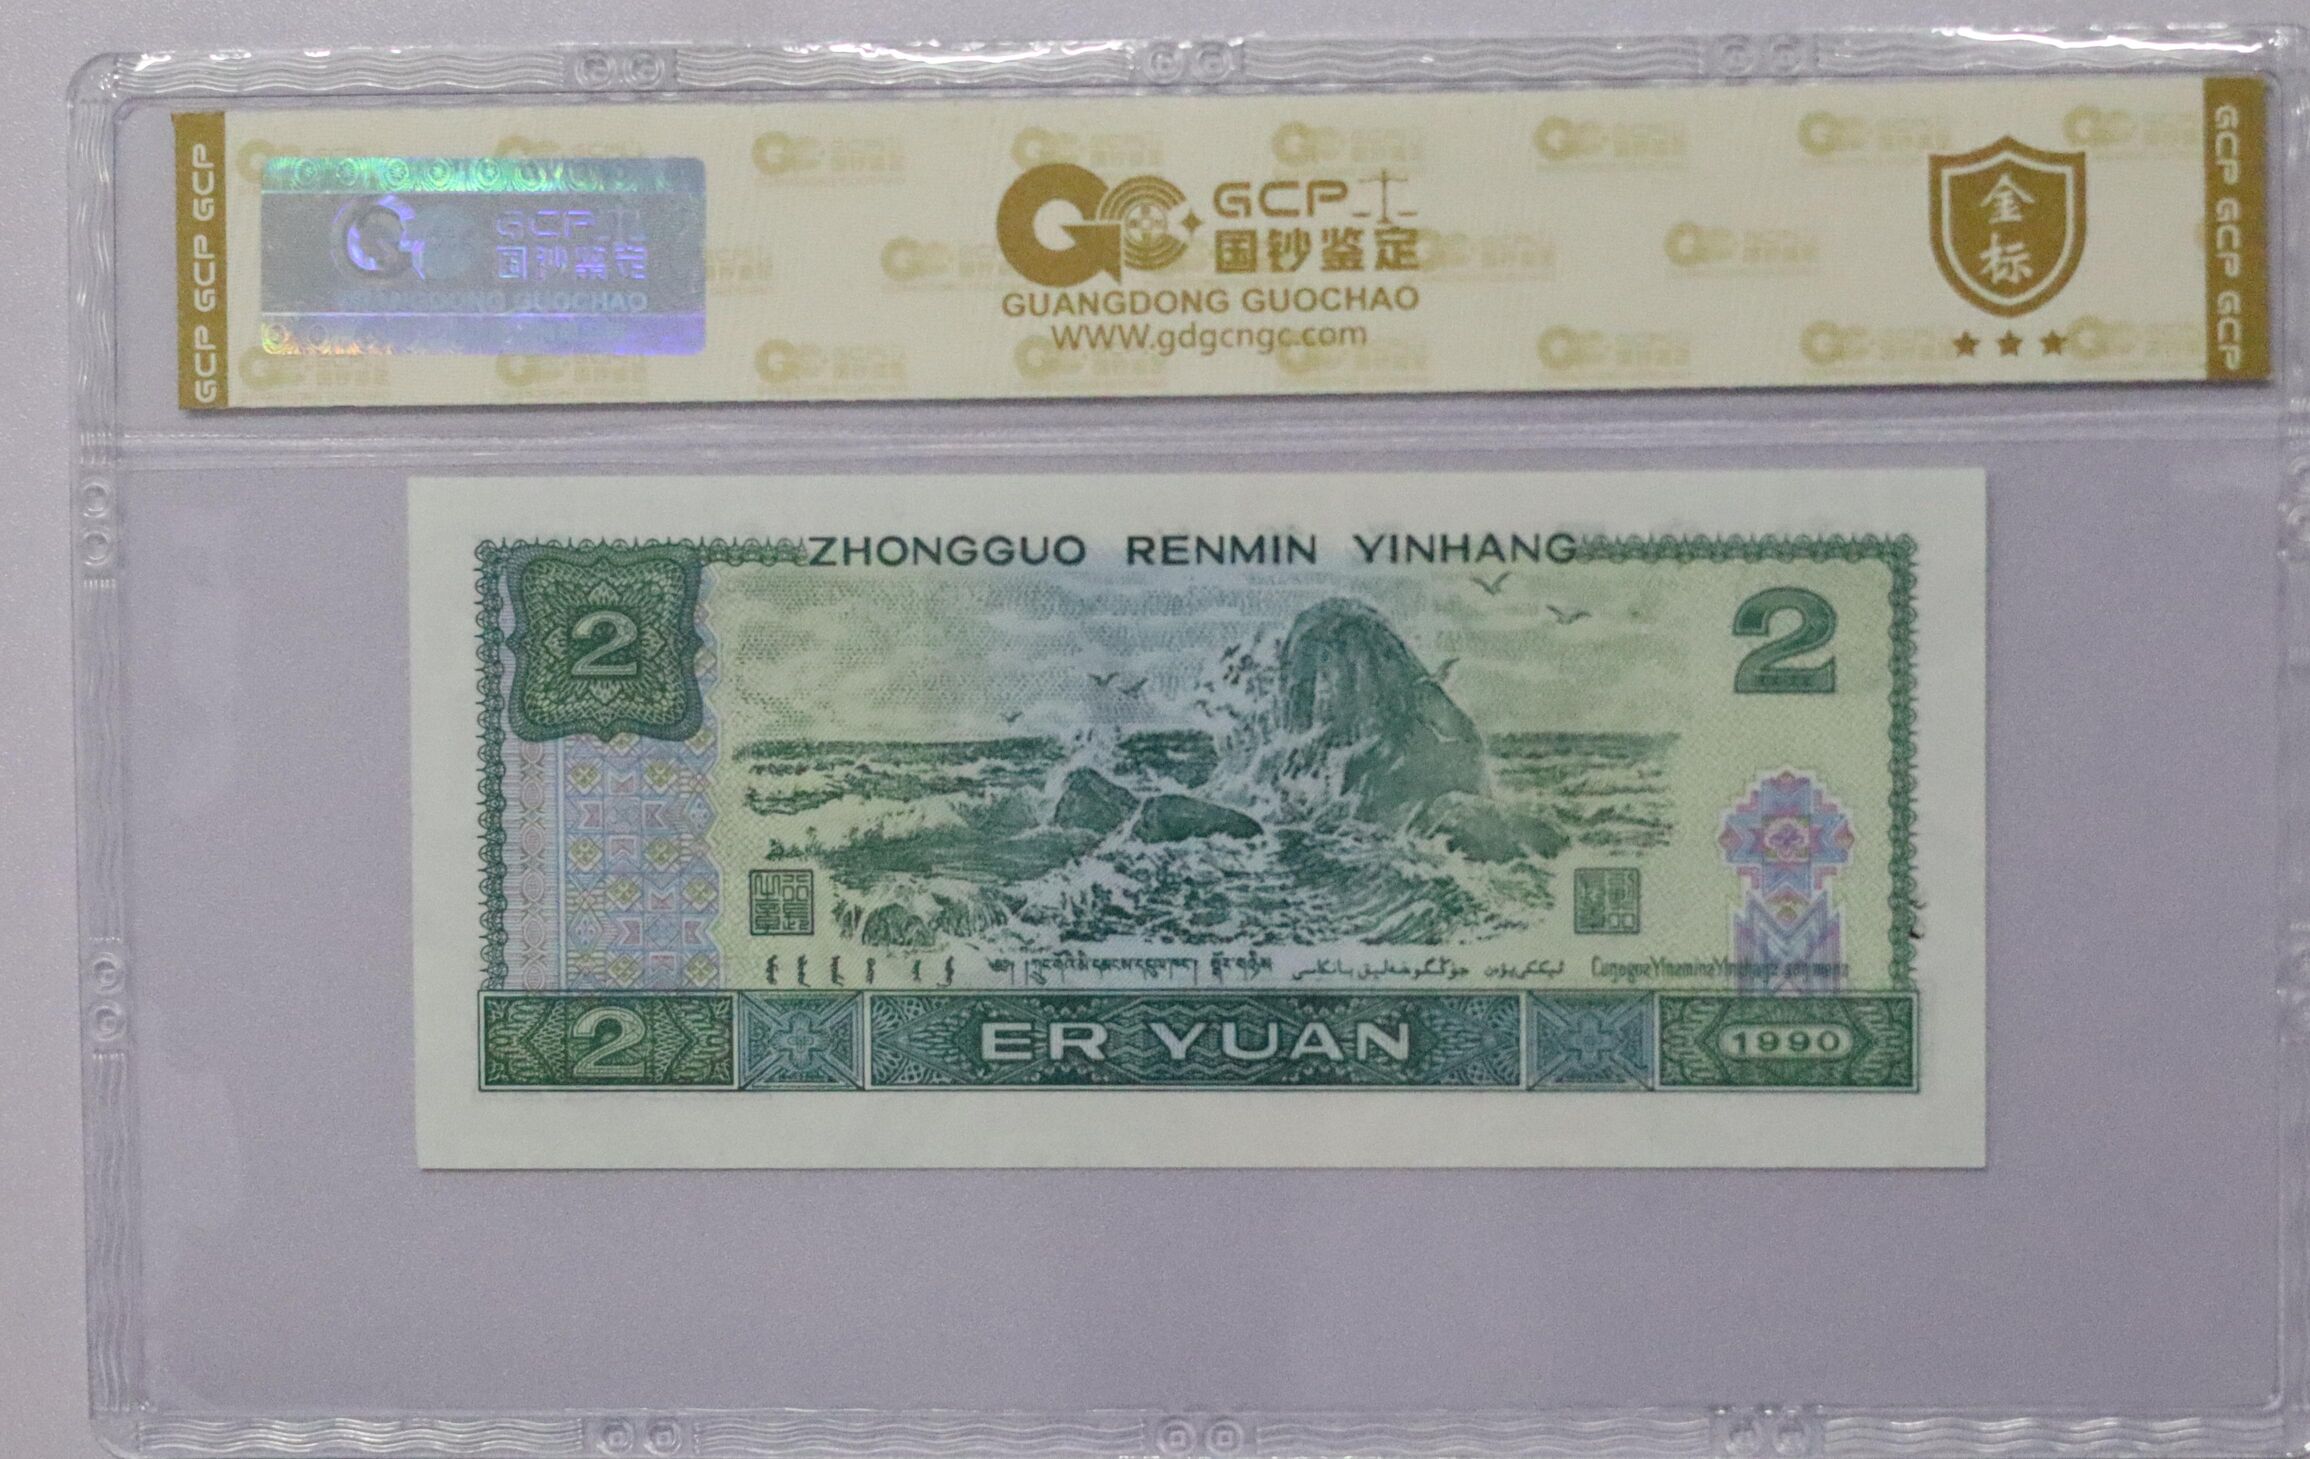 GCP GCP GCP
GCP
国钞鉴定
GUANGDONG GUOCHAO
GCP
国钞鉴定
GUANGDONG GUOCHAO
WWW.gdgcngc.com
金
标
GCP GCP GCP
ZHONGGUO RENMIN YINHANG
2
2
2
ER YUAN
1990